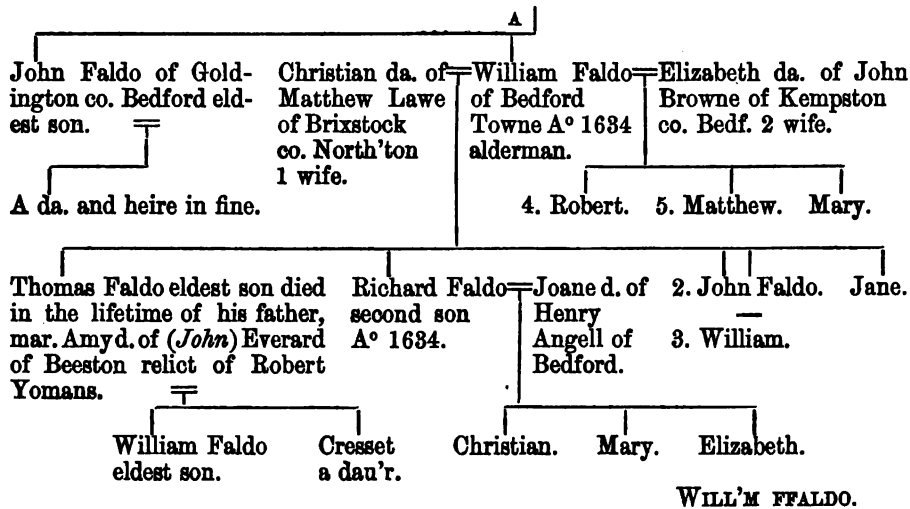 A
John Faldo of Gold-
ington co. Bedford eld-
est son.
Christian da. of
Matthew Lawe
of Brixstock
co. North'ton
1 wife.
William Faldo
of Bedford
Towne Aº 1634
alderman.
Elizabeth da. of John
Browne of Kempston
co. Bedf. 2 wife.
A da. and heire in fine.
4. Robert. 5. Matthew. Mary.
Thomas Faldo eldest son died
in the lifetime of his father,
mar. Amy d. of (John) Everard
of Beeston relict of Robert
Yomans.
Richard Faldo
second son
Aº 1634.
Joane d. of
Henry
Angell of
Bedford.
2. John Faldo.
3. William.
Jane.
William Faldo
eldest son.
Cresset
a dau'r.
Christian. Mary. Elizabeth.
WILL'M FFALDO.